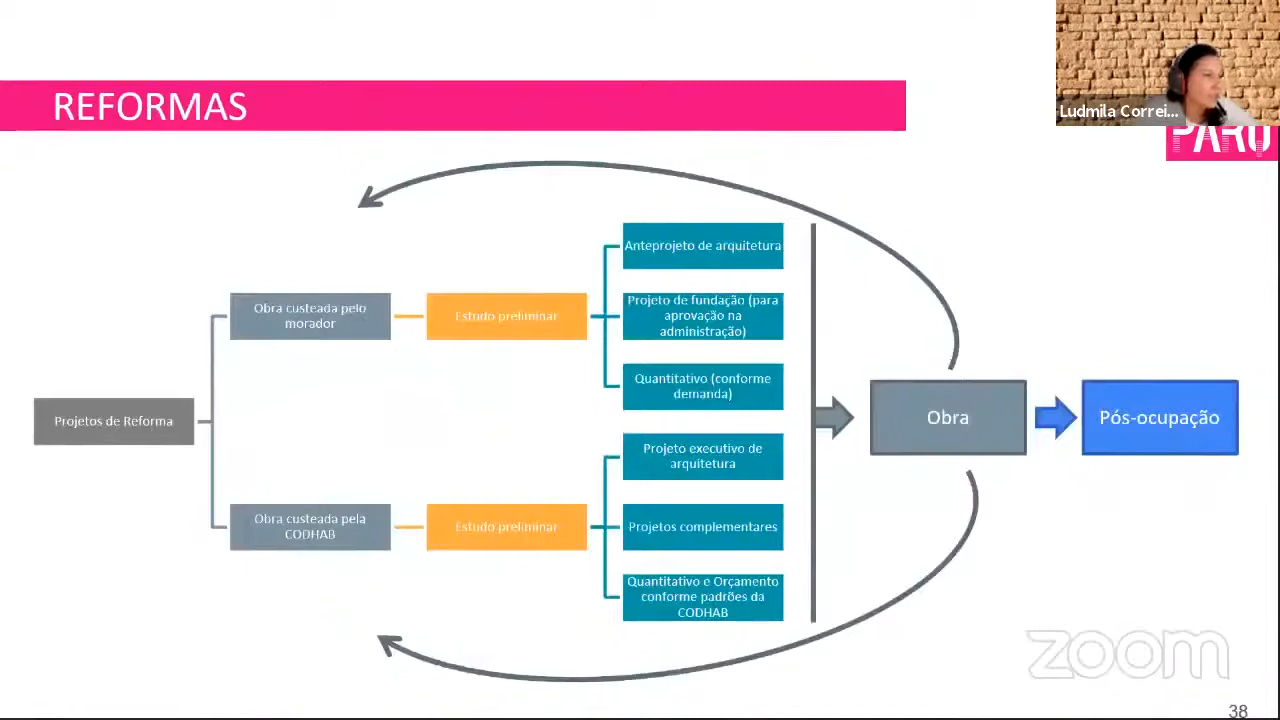 REFORMAS
Ludmila Correi...
PARQ
Anteprojeto de arquitetura
Obra custeada pelo
morador
Estudo preliminar
Projeto de fundação (para
aprovação na
administração)
Quantitativo (conforme
demanda)
Projetos de Reforma
Obra
Pós-ocupação
Projeto executivo de
arquitetura
Obra custeada pela
CODHAB
Estudo preliminar
Projetos complementares
Quantitativo e Orçamento
conforme padrões da
CODHAB
zoom
38